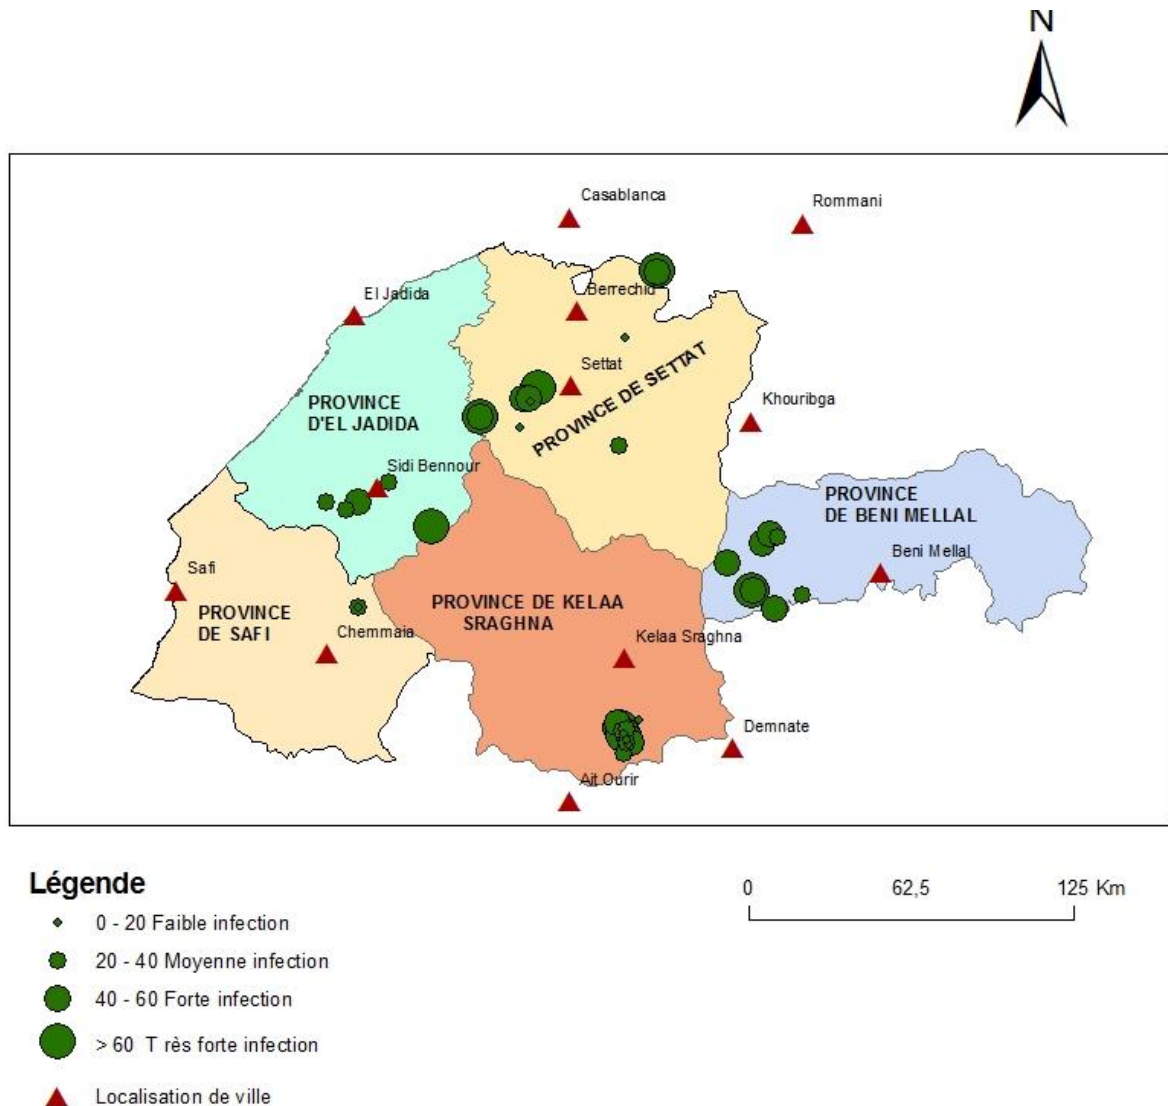 N
Casablanca
Rommani
El Jadida
Berrechid
Settat
PROVINCE DE SETTAT
Khouribga
PROVINCE
D'EL JADIDA
Sidi Bennour
PROVINCE
DE BENI MELLAL
Beni Mellal
Safi
PROVINCE
DE SAFI
Chemmaia
PROVINCE DE KELAA
SRAGHNA
Kelaa Sraghna
Demnate
Ait Ourir
Légende
0 - 20 Faible infection
20 - 40 Moyenne infection
40 - 60 Forte infection
> 60 T rès forte infection
Localisation de ville
0 62,5 125 Km